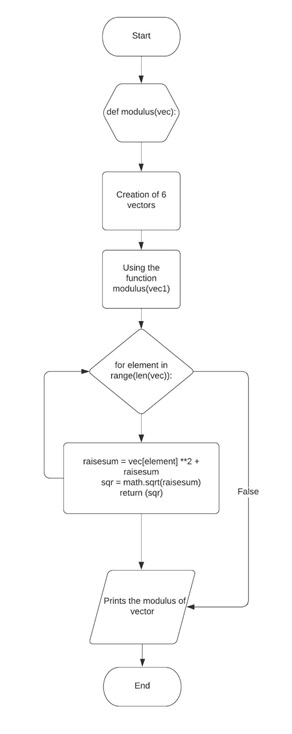 Start
def modulus(vec):
Creation of 6
vectors
Using the
function
modulus(vec1)
for element in
range(len(vec)):
raisesum = vec[element] **2 +
raisesum
sqr = math.sqrt(raisesum)
return (sqr)
False
Prints the modulus of
vector
End